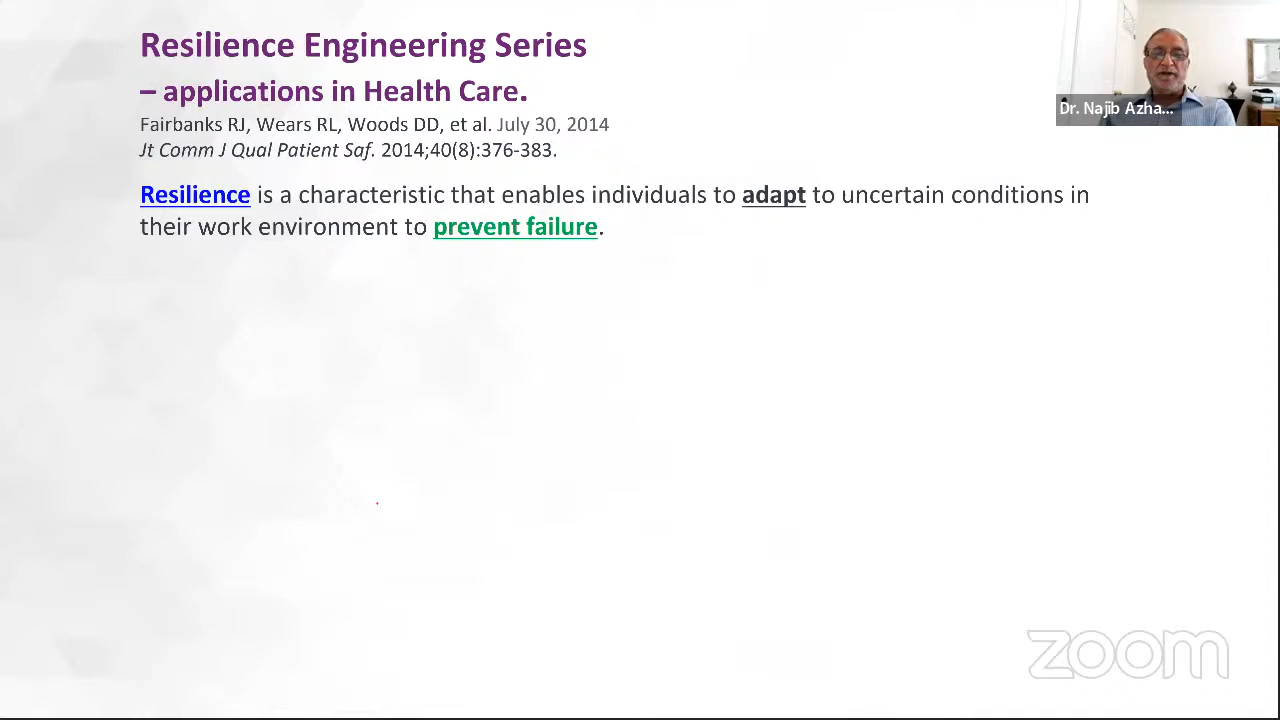 Resilience Engineering Series
– applications in Health Care.
Fairbanks RJ, Wears RL, Woods DD, et al. July 30, 2014
Jt Comm J Qual Patient Saf. 2014;40(8):376-383.
Resilience is a characteristic that enables individuals to adapt to uncertain conditions in
their work environment to prevent failure.
Dr. Najib Azha...
zoom